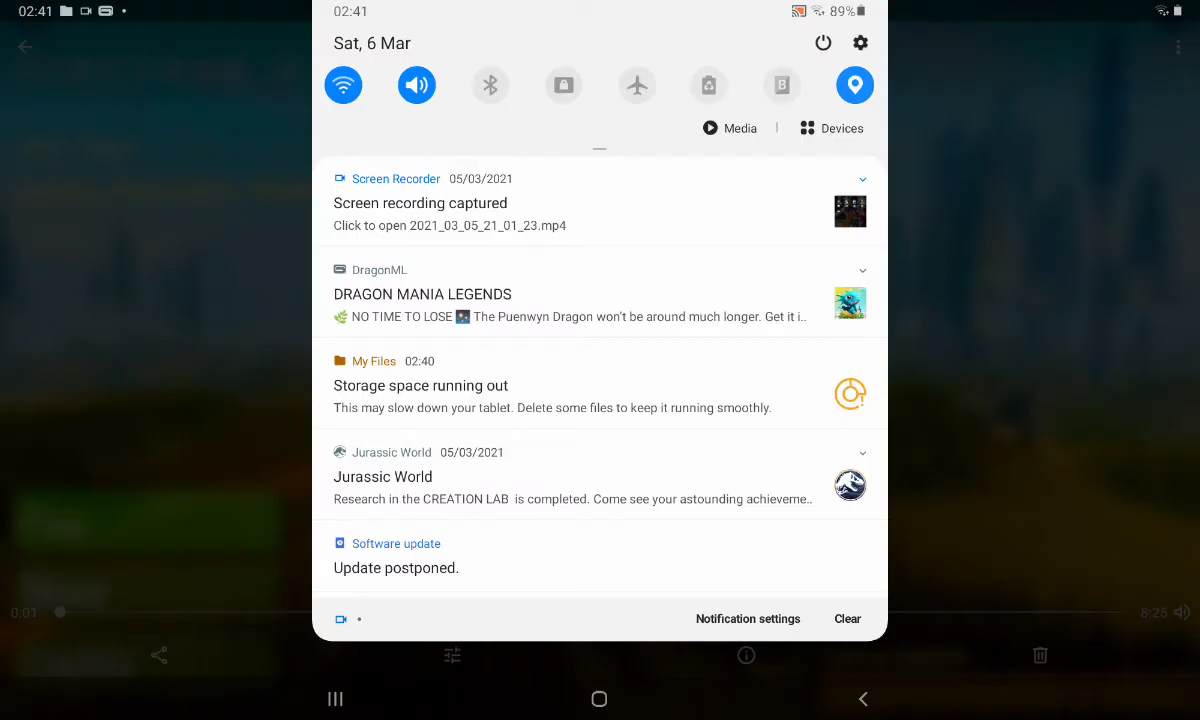 02:41
02:41
89%
Sat, 6 Mar
Media | Devices
Screen Recorder 05/03/2021
Screen recording captured
Click to open 2021_03_05_21_01_23.mp4
DragonML
DRAGON MANIA LEGENDS
🌿 NO TIME TO LOSE 🎆 The Puenwyn Dragon won't be around much longer. Get it i..
My Files 02:40
Storage space running out
This may slow down your tablet. Delete some files to keep it running smoothly.
Jurassic World 05/03/2021
Jurassic World
Research in the CREATION LAB is completed. Come see your astounding achieveme..
Software update
Update postponed.
Notification settings Clear
0:01
8:25